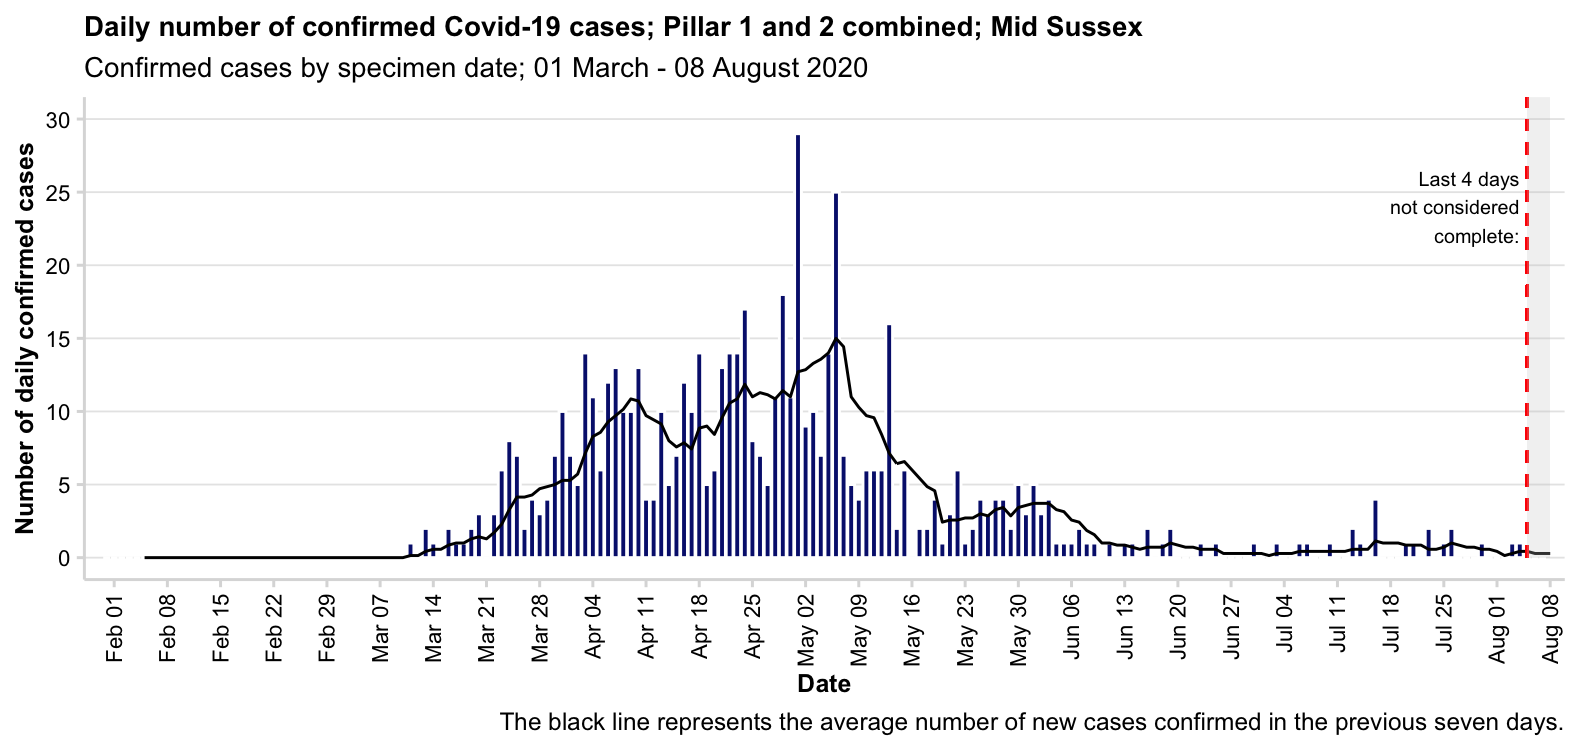 Daily number of confirmed Covid-19 cases; Pillar 1 and 2 combined; Mid Sussex
Confirmed cases by specimen date; 01 March - 08 August 2020
Number of daily confirmed cases
30
25
20
15
10
5
0
Last 4 days
not considered
complete:
Feb 01
Feb 08
Feb 15
Feb 22
Feb 29
Mar 07
Mar 14
Mar 21
Mar 28
Apr 04
Apr 11
Apr 18
Apr 25
May 02
May 09
May 16
May 23
May 30
Jun 06
Jun 13
Jun 20
Jun 27
Jul 04
Jul 11
Jul 18
Jul 25
Aug 01
Aug 08
Date
The black line represents the average number of new cases confirmed in the previous seven days.